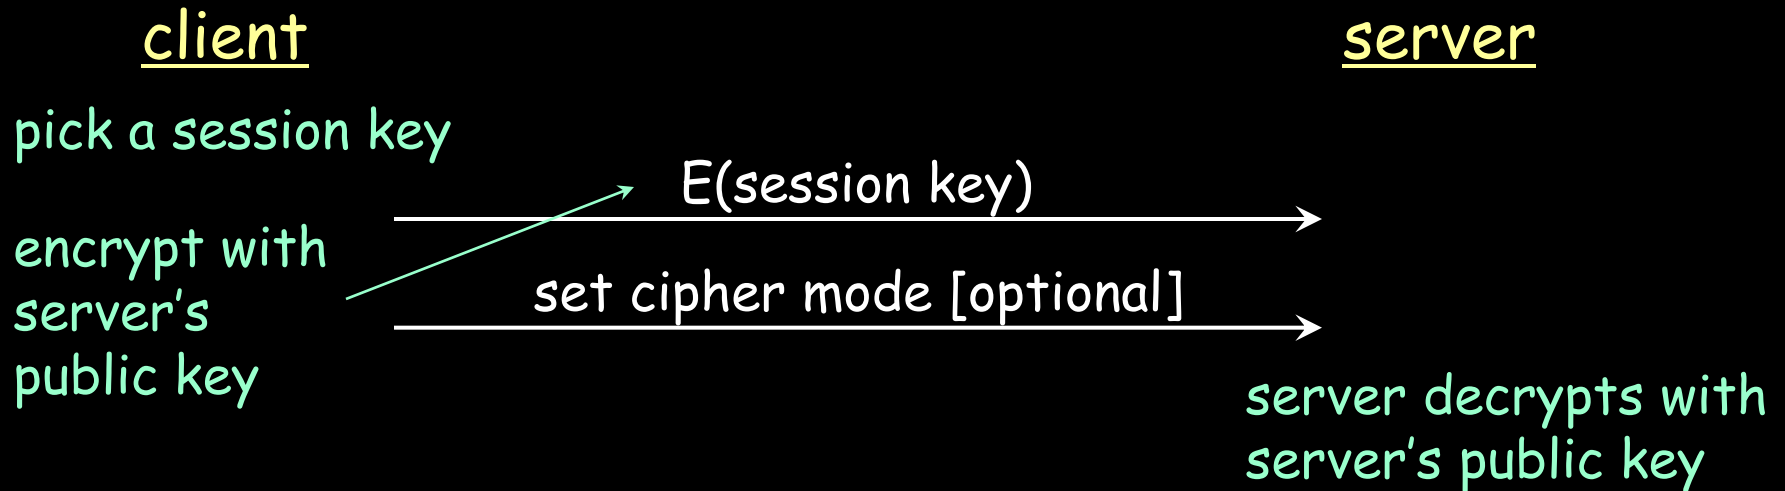 client
server
pick a session key
E(session key)
encrypt with
server's
public key
set cipher mode [optional]
server decrypts with
server's public key